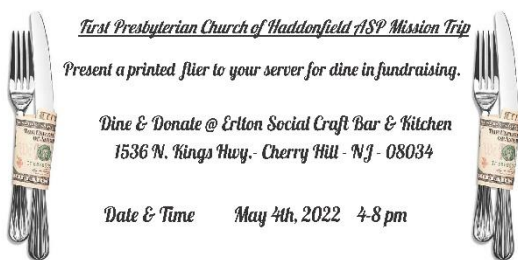 First Presbyterian Church of Haddonfield ASP Mission Trip
Present a printed flier to your server for dine in fundraising.
Dine & Donate @ Erlton Social Craft Bar & Kitchen
1536 N. Kings Hwy.- Cherry Hill - NJ - 08034
Date & Time May 4th, 2022 4-8 pm